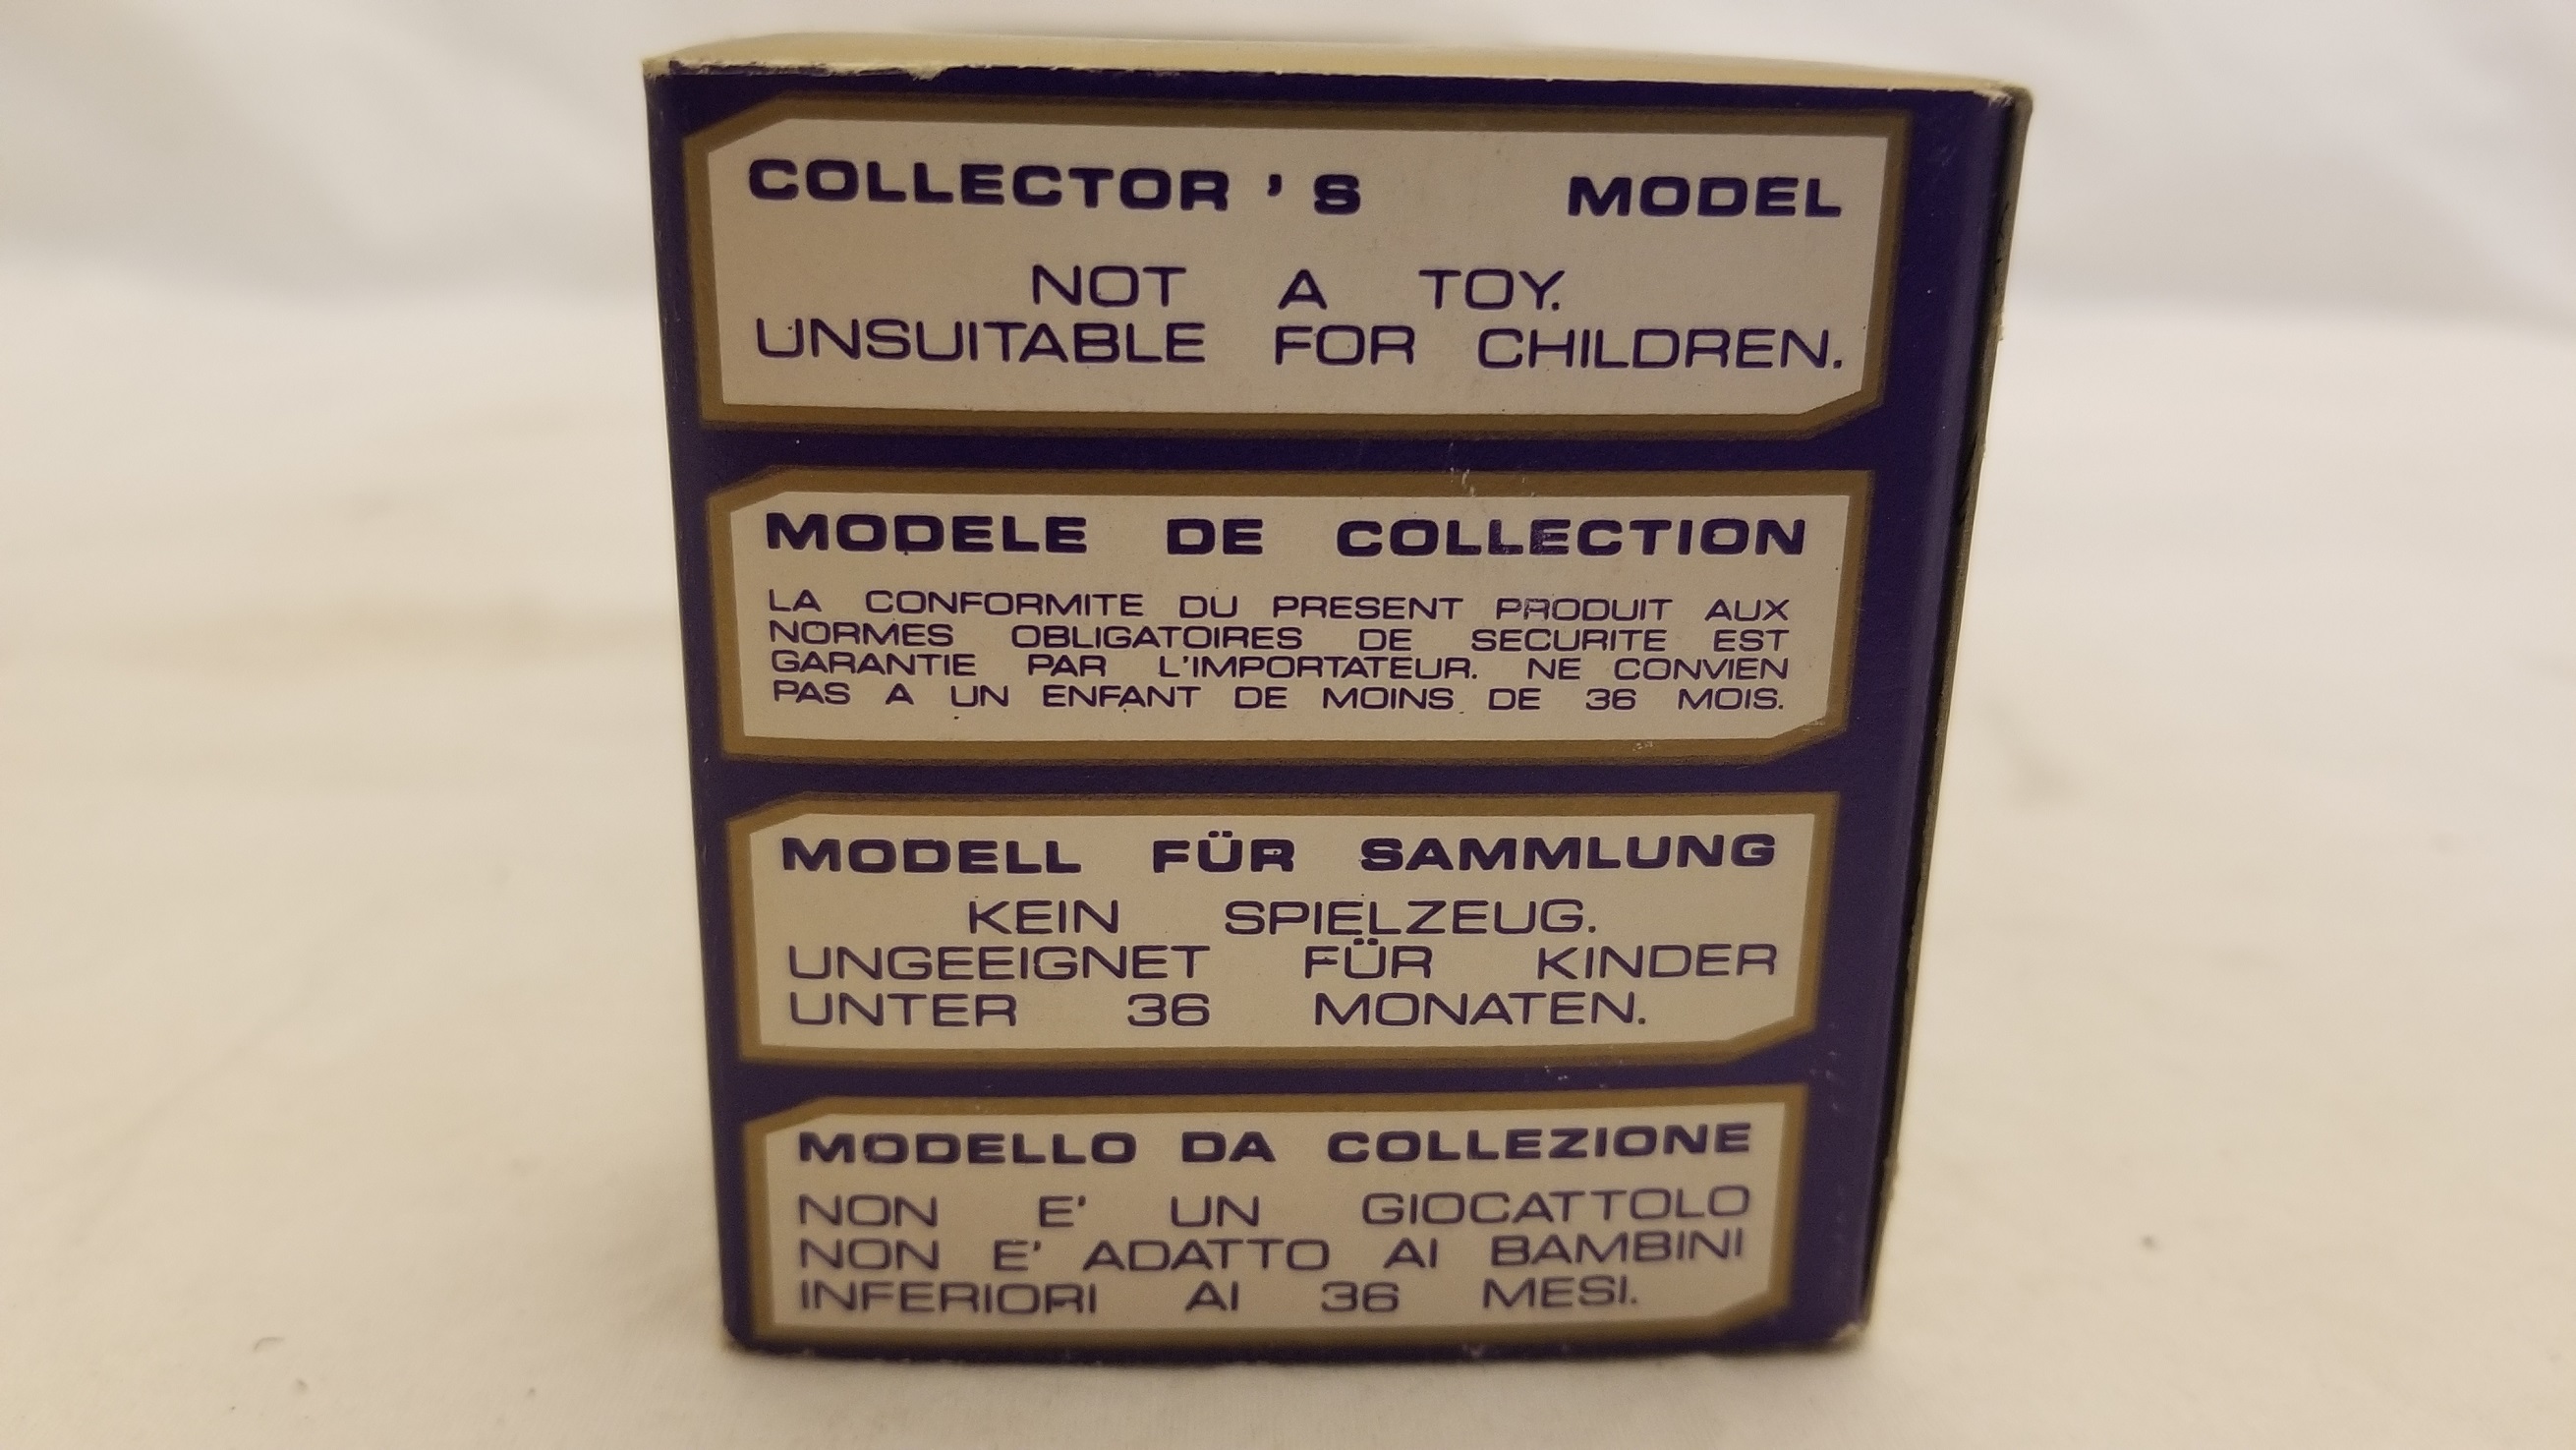 COLLECTOR'S MODEL
NOT A TOY.
UNSUITABLE FOR CHILDREN.
MODELE DE COLLECTION
LA CONFORMITE DU PRESENT PRODUIT AUX
NORMES OBLIGATOIRES DE SECURITE EST
GARANTIE PAR L'IMPORTATEUR. NE CONVIEN
PAS A UN ENFANT DE MOINS DE 36 MOIS.
MODELL FÜR SAMMLUNG
KEIN SPIELZEUG.
UNGEEIGNET FÜR KINDER
UNTER 36 MONATEN.
MODELLO DA COLLEZIONE
NON E' UN GIOCATTOLO
NON E' ADATTO AI BAMBINI
INFERIORI AI 36 MESI.